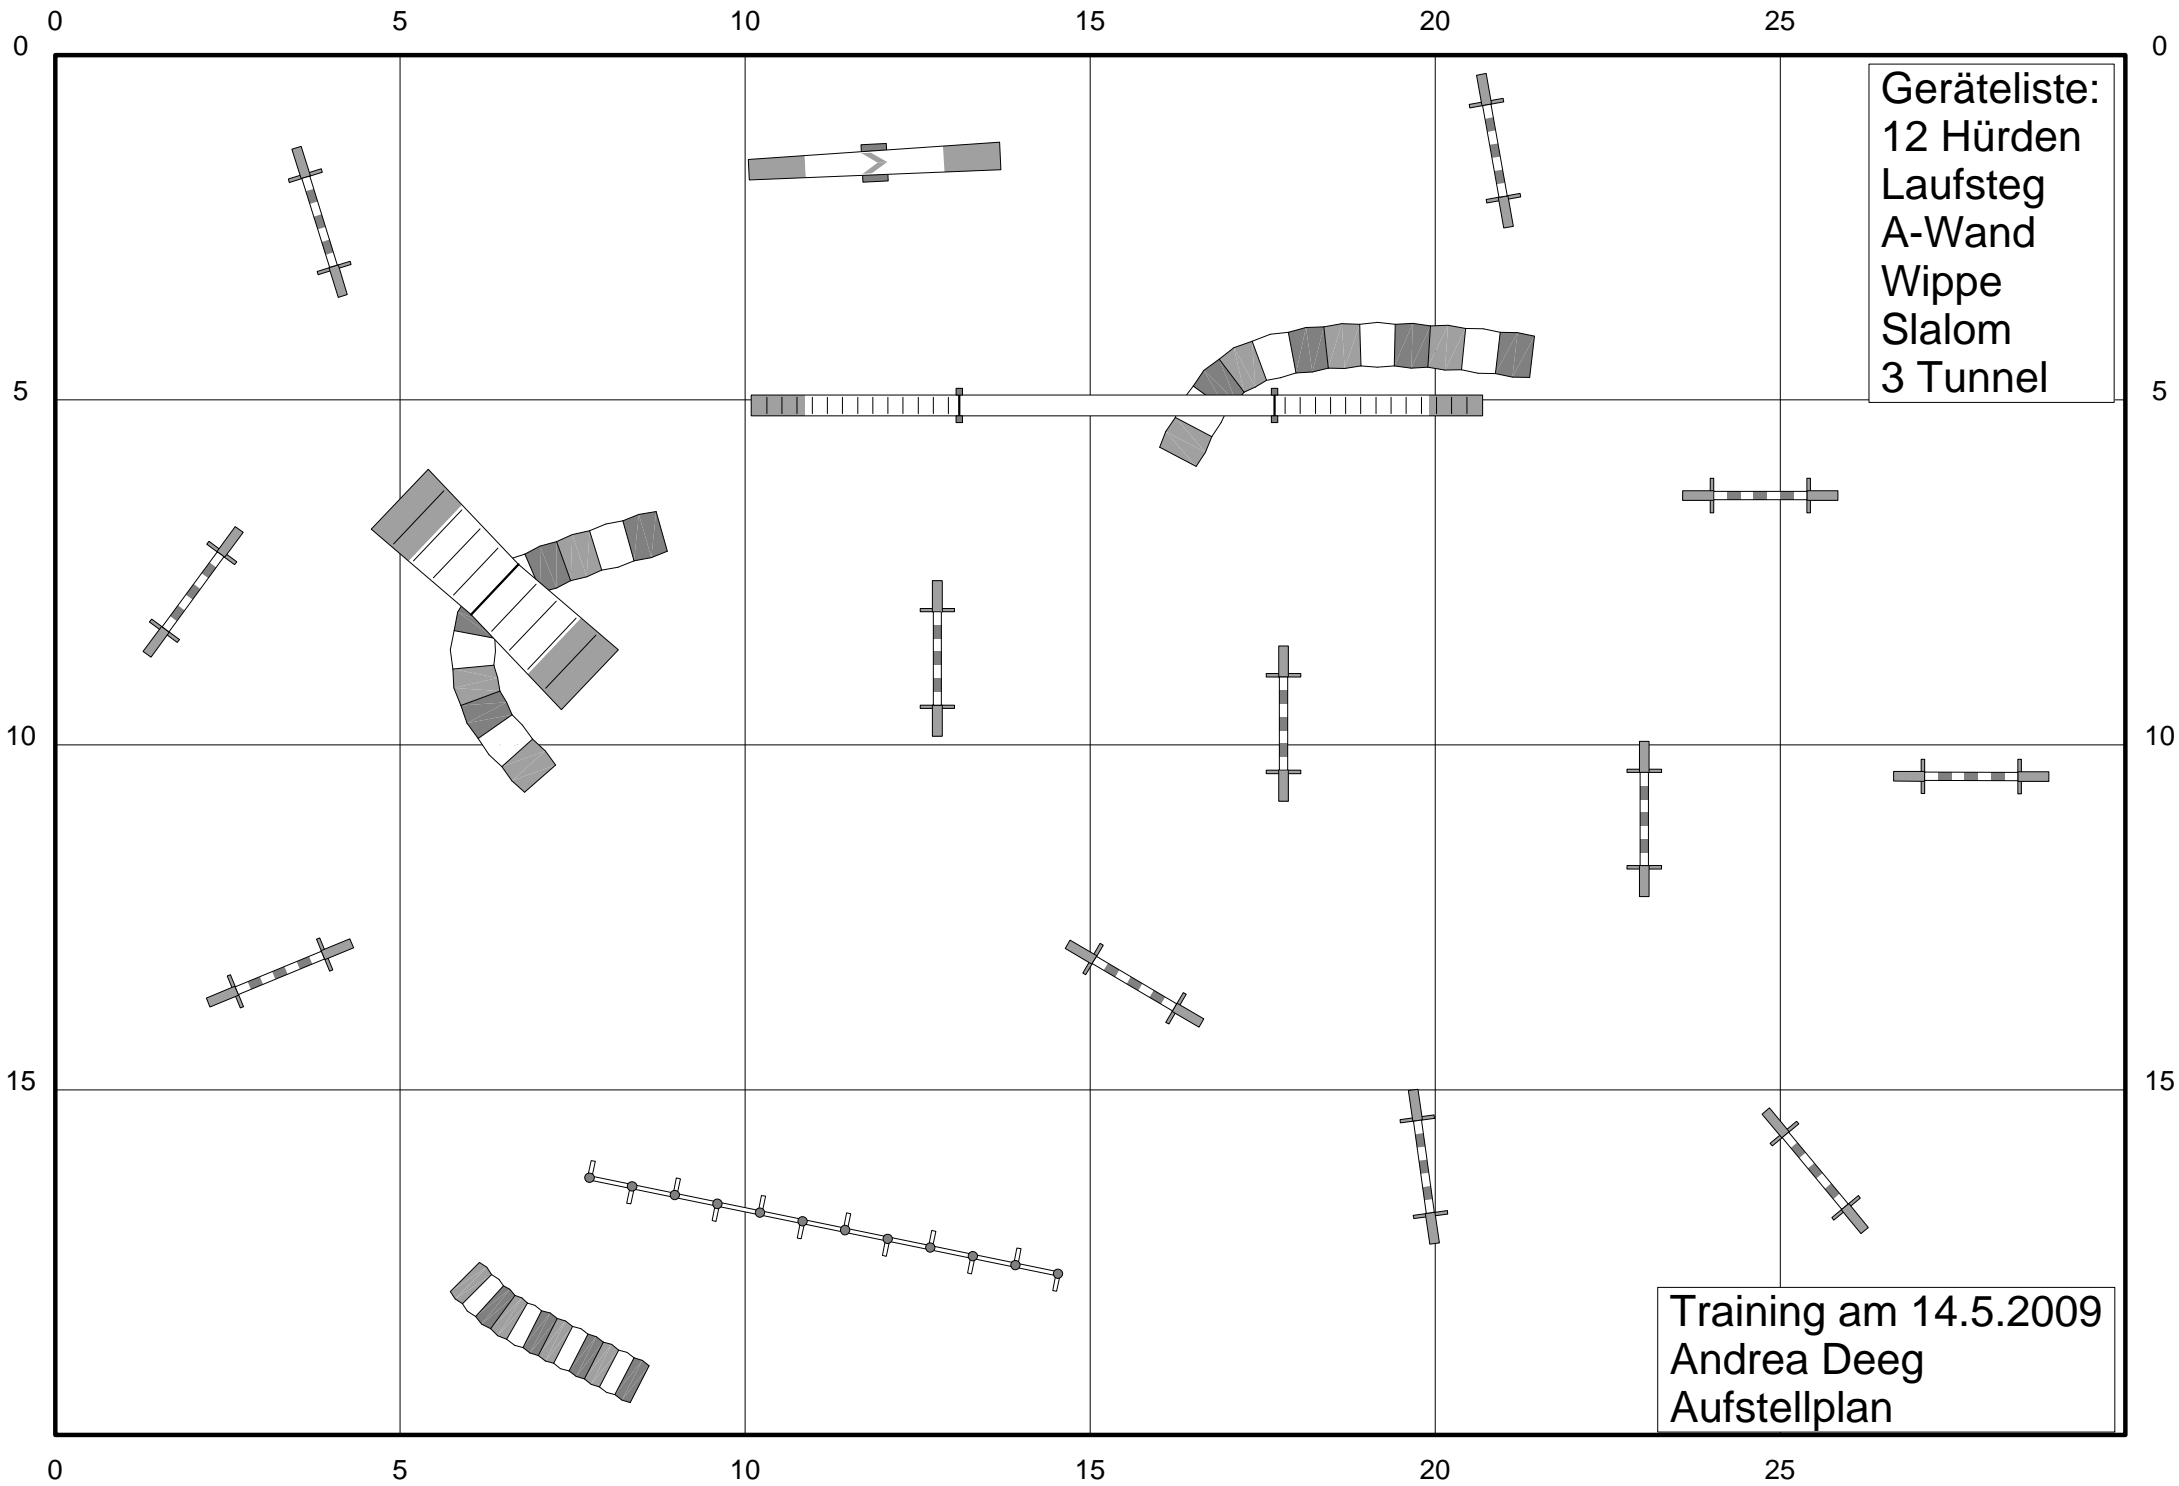 0 5 10 15 20 25
0 0
Geräteliste:
12 Hürden
Laufsteg
A-Wand
Wippe
Slalom
3 Tunnel
5 5
10 10
15 15
Training am 14.5.2009
Andrea Deeg
Aufstellplan
0 5 10 15 20 25